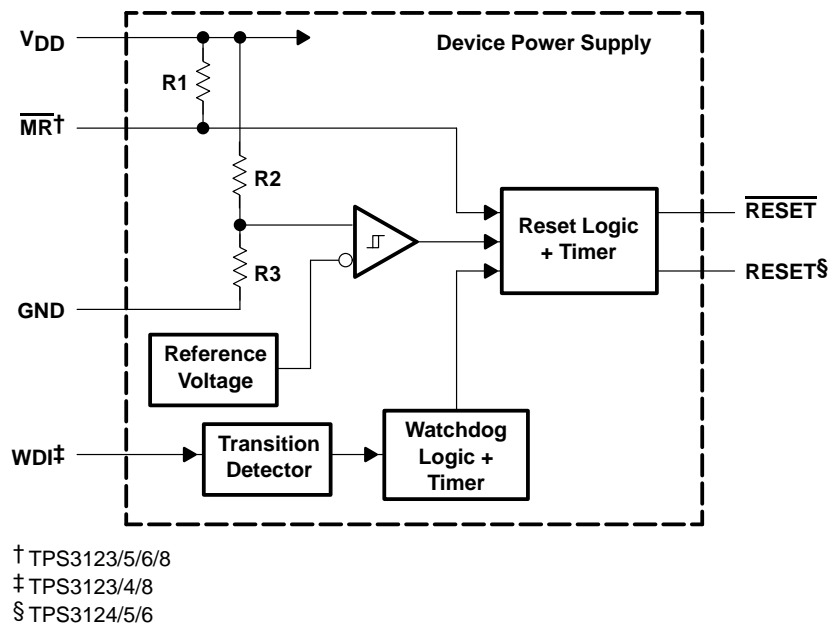 VDD
Device Power Supply
R1
MR†
R2
Reset Logic
+ Timer
RESET
R3
RESET§
GND
Reference
Voltage
WDI‡
Transition
Detector
Watchdog
Logic +
Timer
† TPS3123/5/6/8
‡ TPS3123/4/8
§ TPS3124/5/6